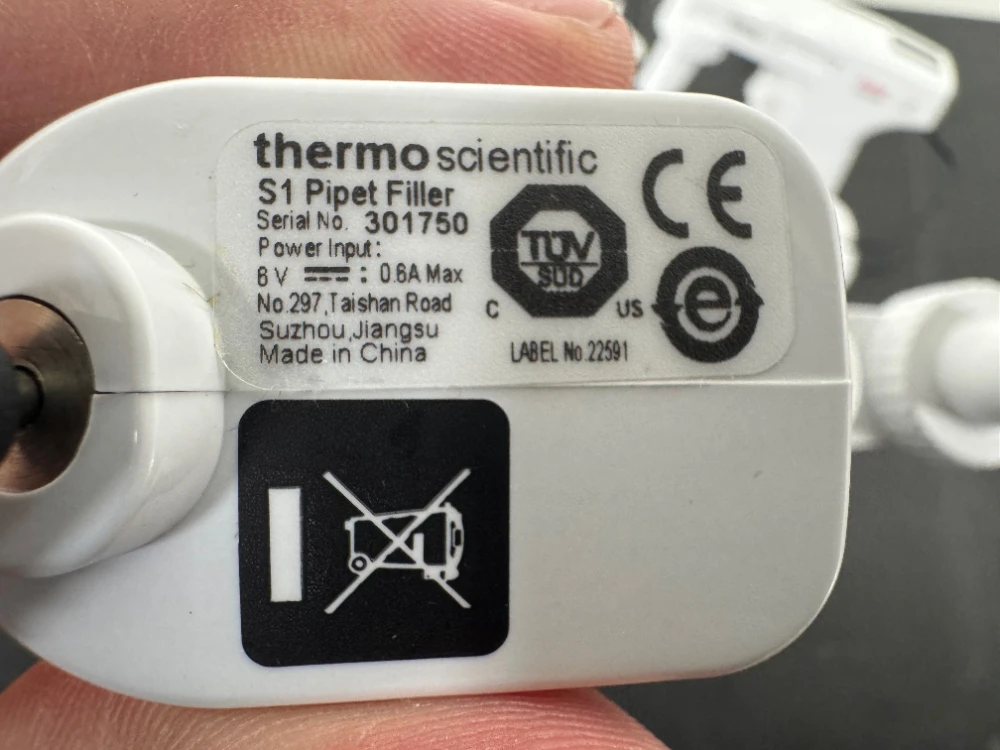 thermo scientific
S1 Pipet Filler
Serial No. 301750
Power Input:
6V ⎓ : 0.6A Max
No.297,Taishan Road
Suzhou,Jiangsu
Made in China
TÜV
SÜD
C US
LABEL No 22591
CE
e